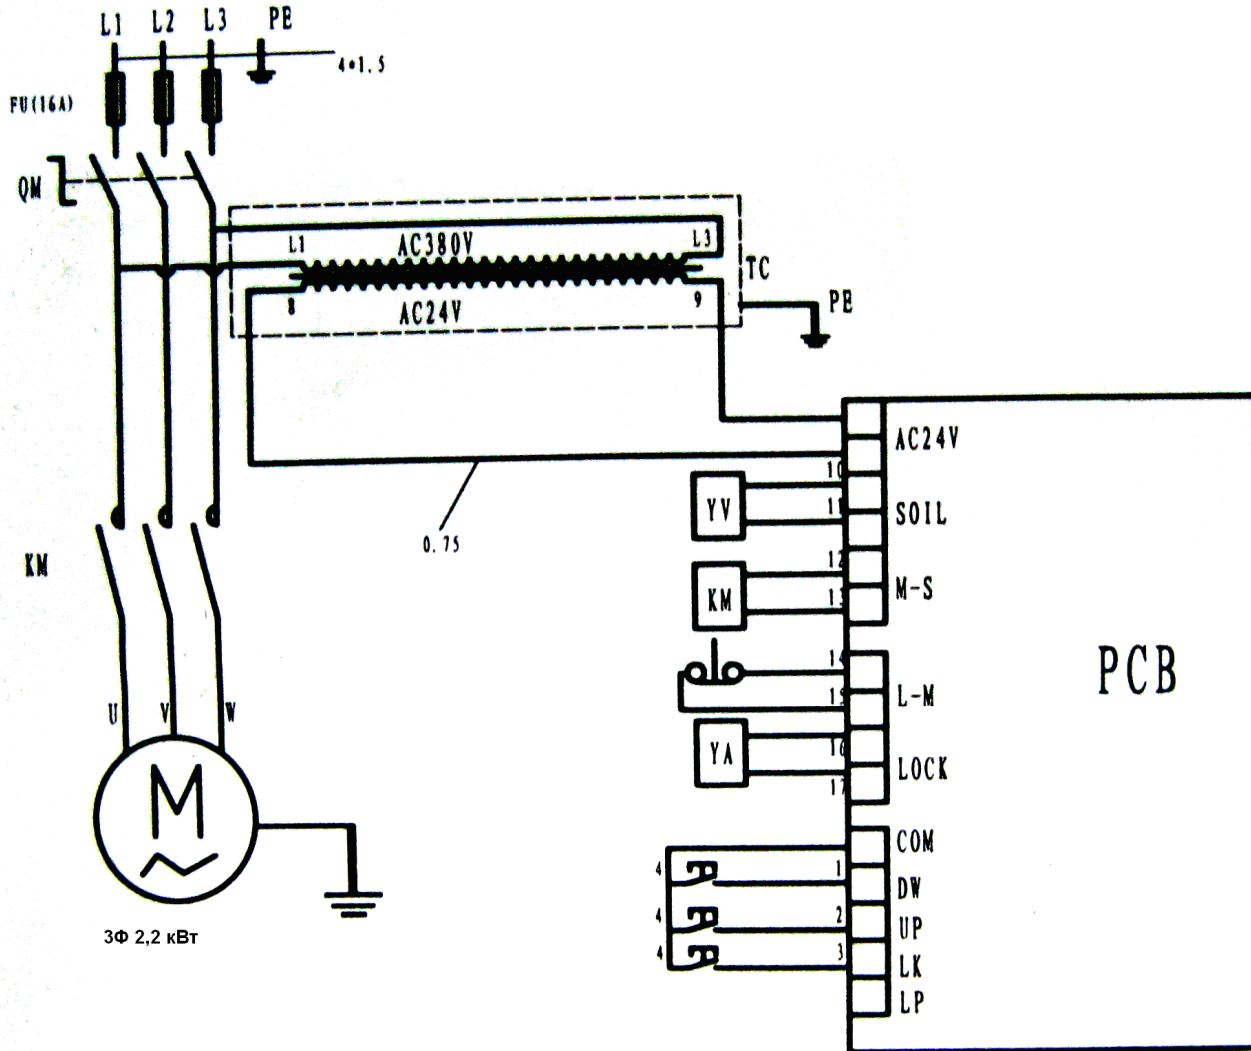 L1 L2 L3 PE
4*1.5
FU(16A)
QM
L1 AC380V L3
TC
8 AC24V 9
PE
AC24V
10
YV 11 SOIL
0.75
12
KM
KM 13 M-S
14
15 L-M
PCB
U V W
YA 16
17 LOCK
M
COM
4 1 DW
4 2 UP
4 3 LK
LP
3Ф 2,2 кВт